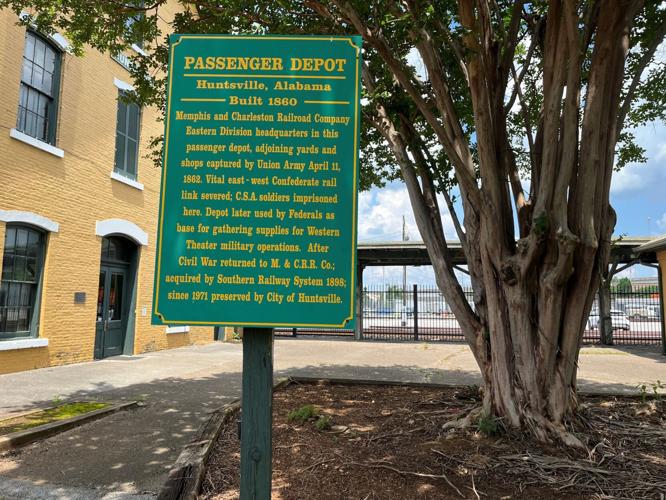 PASSENGER DEPOT
Huntsville, Alabama
Built 1860
Memphis and Charleston Railroad Company
Eastern Division headquarters in this
passenger depot, adjoining yards and
shops captured by Union Army April 11,
1862. Vital east-west Confederate rail
link severed; C.S.A. soldiers imprisoned
here. Depot later used by Federals as
base for gathering supplies for Western
Theater military operations. After
Civil War returned to M. & C.R.R. Co.;
acquired by Southern Railway System 1898;
since 1971 preserved by City of Huntsville.